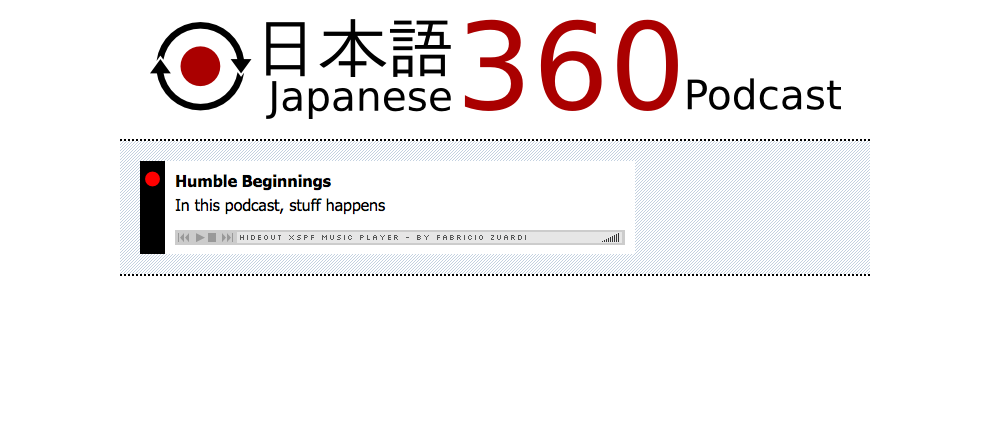 日本語
Japanese
360
Podcast
Humble Beginnings
In this podcast, stuff happens
HIDEOUT XSPF MUSIC PLAYER - BY FABRICIO ZUARDI